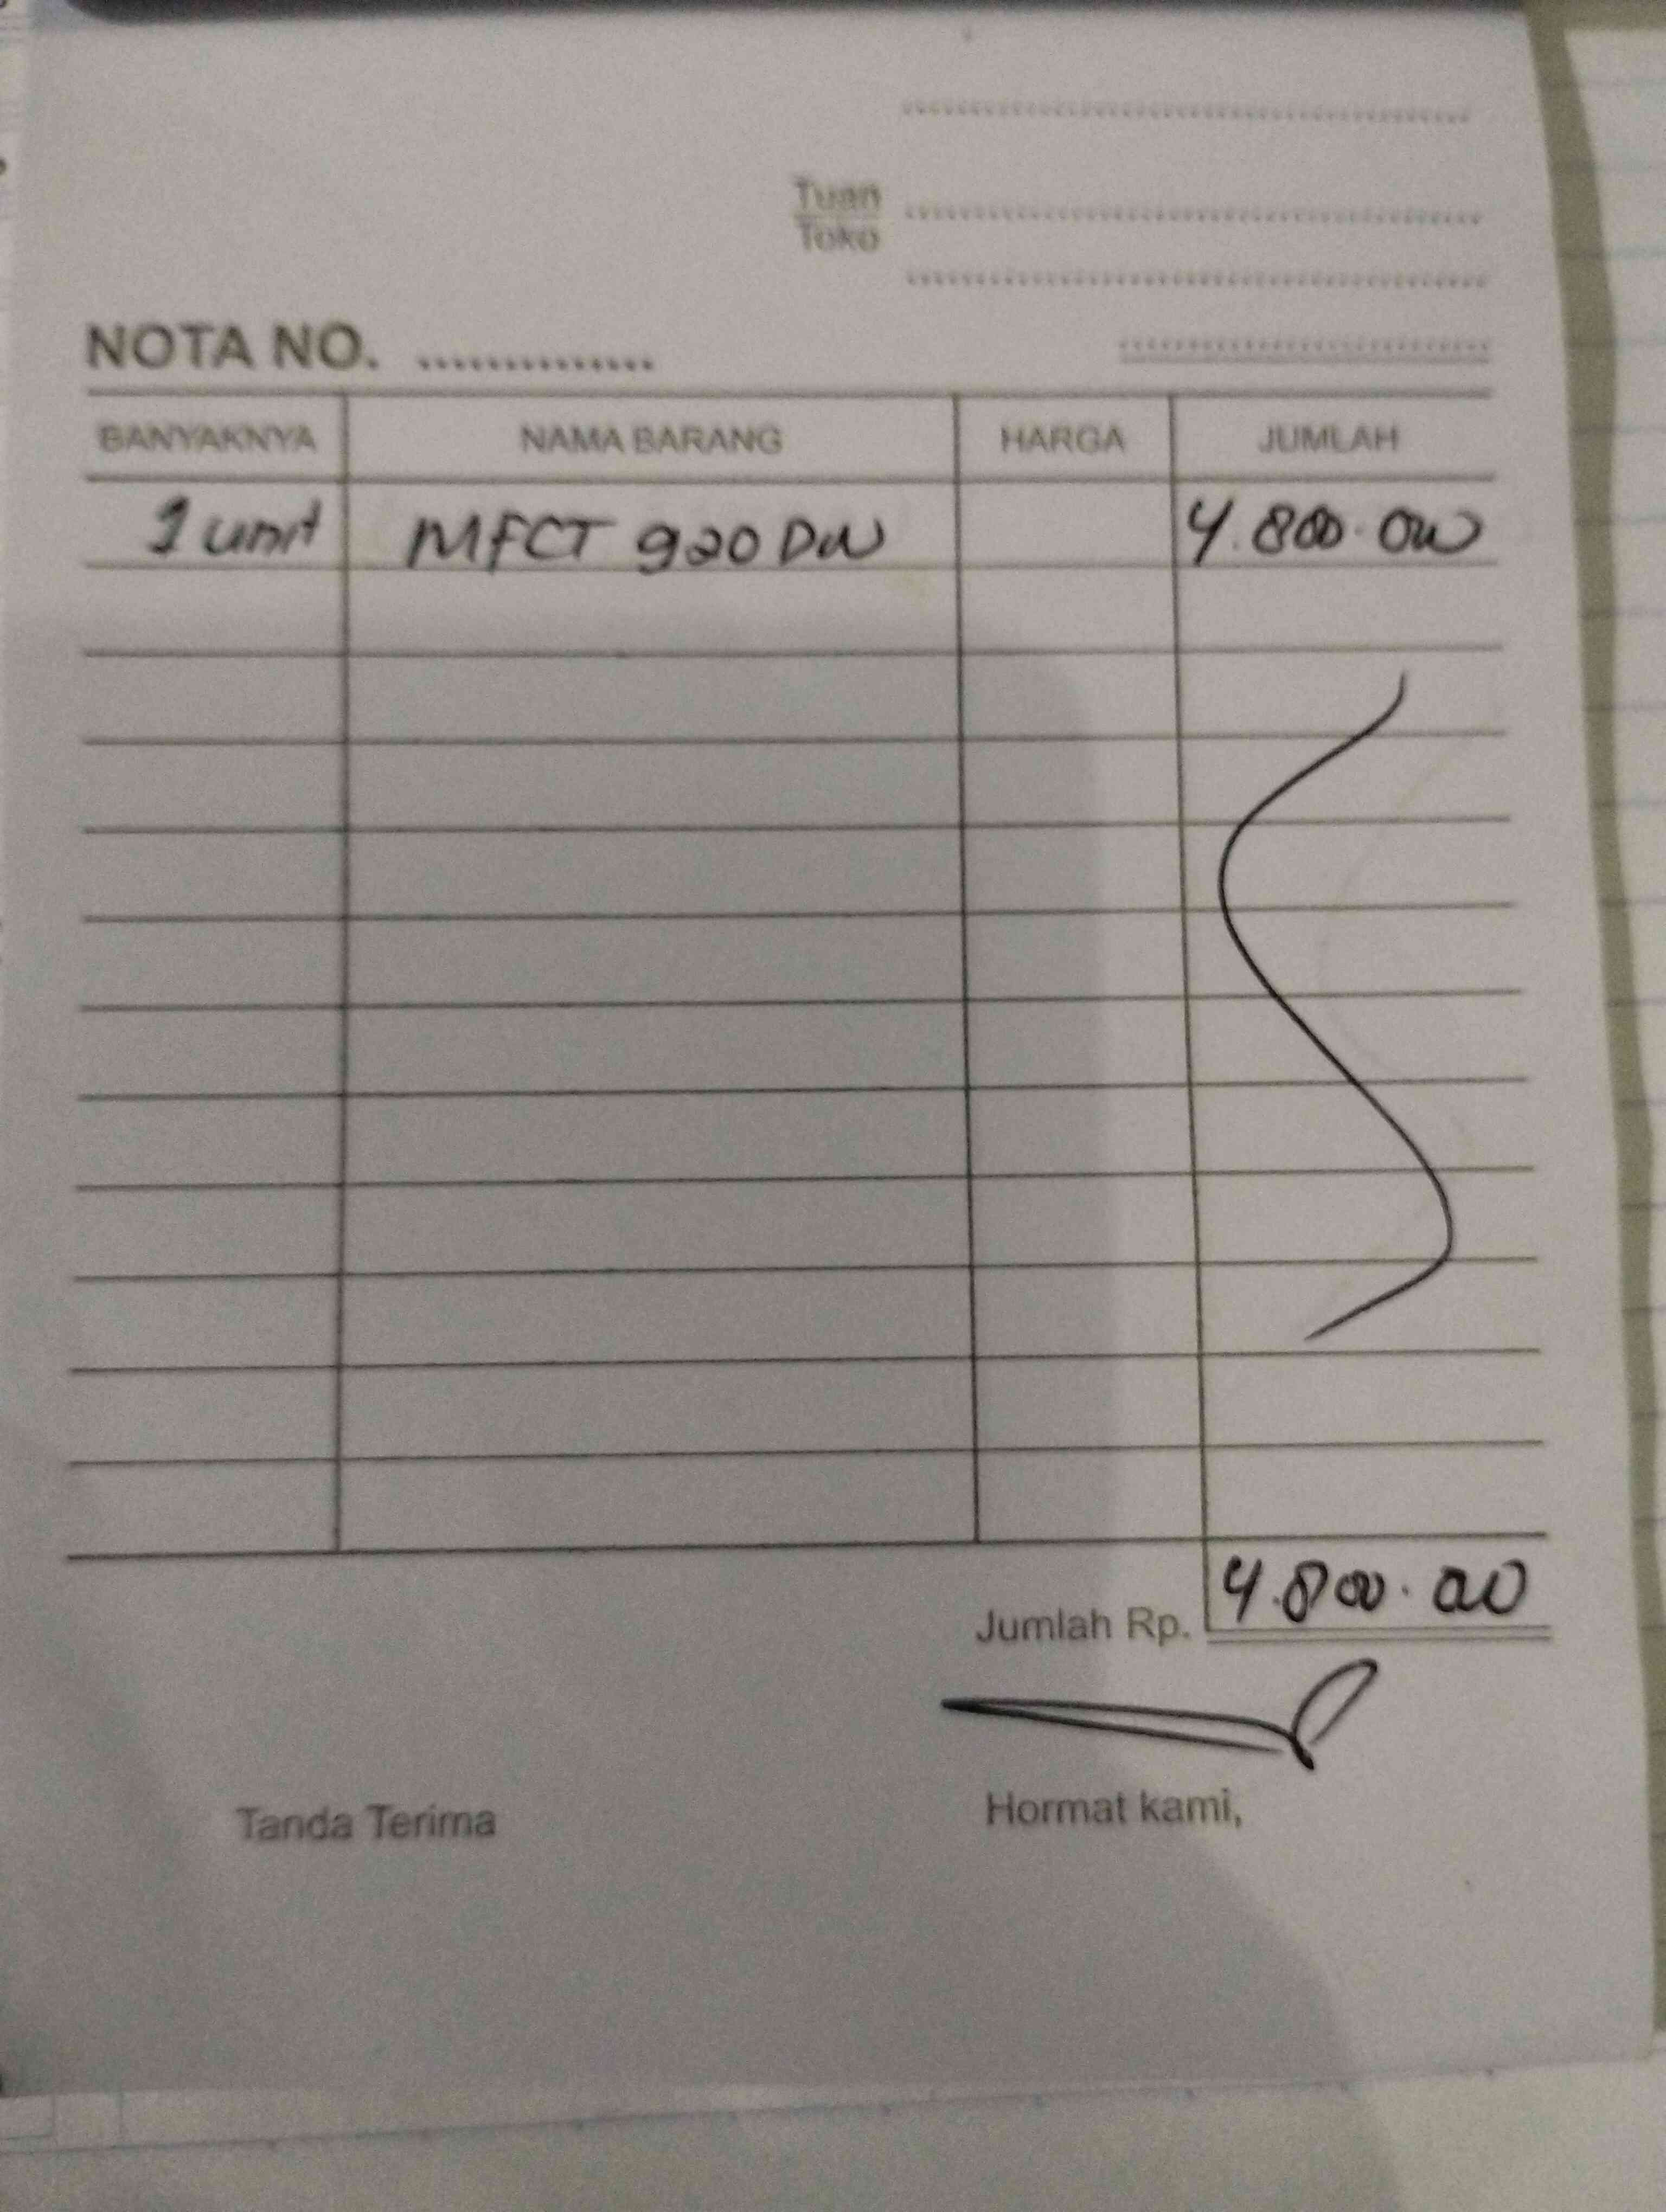 Tuan
Toko
NOTA NO. ..............
BANYAKNYA NAMA BARANG HARGA JUMLAH
1 unit MFCT 920 DW 4.800.000
Jumlah Rp. 4.800.000
Tanda Terima Hormat kami,